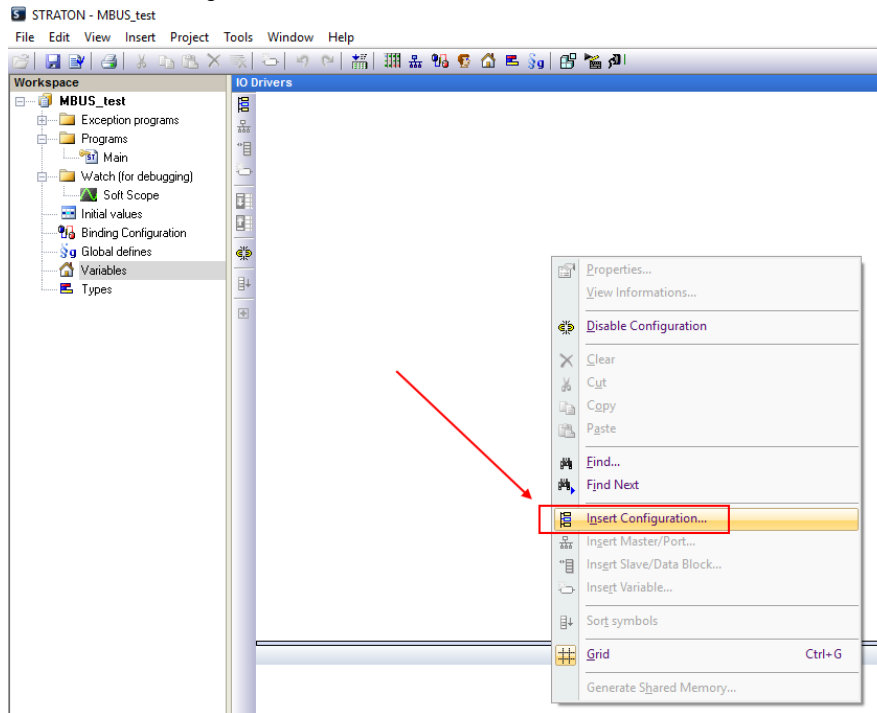 STRATON - MBUS_test
File Edit View Insert Project Tools Window Help
Workspace
IO Drivers
MBUS_test
Exception programs
Programs
ST Main
Watch (for debugging)
Soft Scope
Initial values
Binding Configuration
§g Global defines
Variables
Types
Properties...
View Informations...
Disable Configuration
Clear
Cut
Copy
Paste
Find...
Find Next
Insert Configuration...
Insert Master/Port...
Insert Slave/Data Block...
Insert Variable...
Sort symbols
Grid Ctrl+G
Generate Shared Memory...